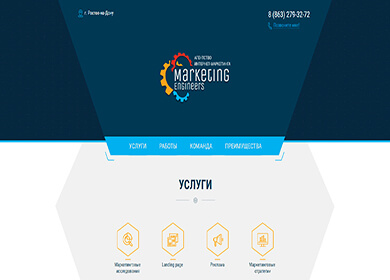 г. Ростов-на-Дону
8 (863) 279-32-72
Позвоните мне!
АГЕНТСТВО
ИНТЕРНЕТ-МАРКЕТИНГА
Marketing
Engineers
УСЛУГИ
РАБОТЫ
КОМАНДА
ПРЕИМУЩЕСТВА
УСЛУГИ
Маркетинговые
исследования
Landing page
Реклама
Маркетинговые
стратегии